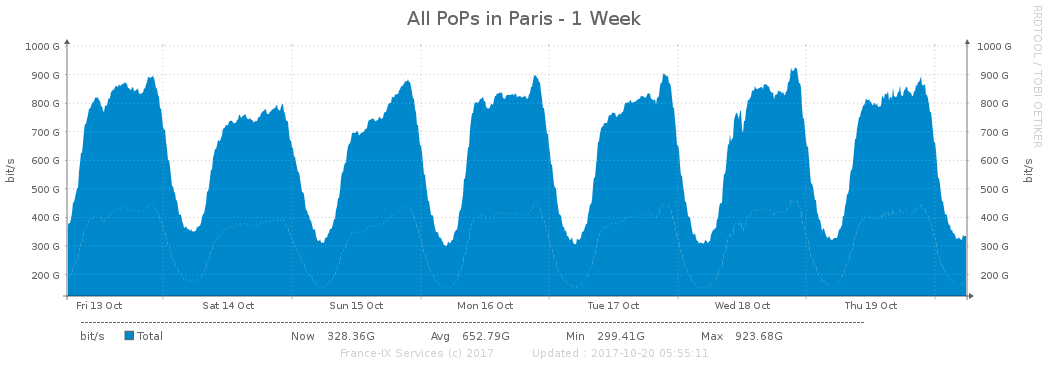 All PoPs in Paris - 1 Week
RRDTOOL / TOBI OETIKER
bit/s
bit/s
1000 G 1000 G
900 G 900 G
800 G 800 G
700 G 700 G
600 G 600 G
500 G 500 G
400 G 400 G
300 G 300 G
200 G 200 G
Fri 13 Oct Sat 14 Oct Sun 15 Oct Mon 16 Oct Tue 17 Oct Wed 18 Oct Thu 19 Oct
bit/s Total Now 328.36G Avg 652.79G Min 299.41G Max 923.68G
France-IX Services (c) 2017 Updated : 2017-10-20 05:55:11